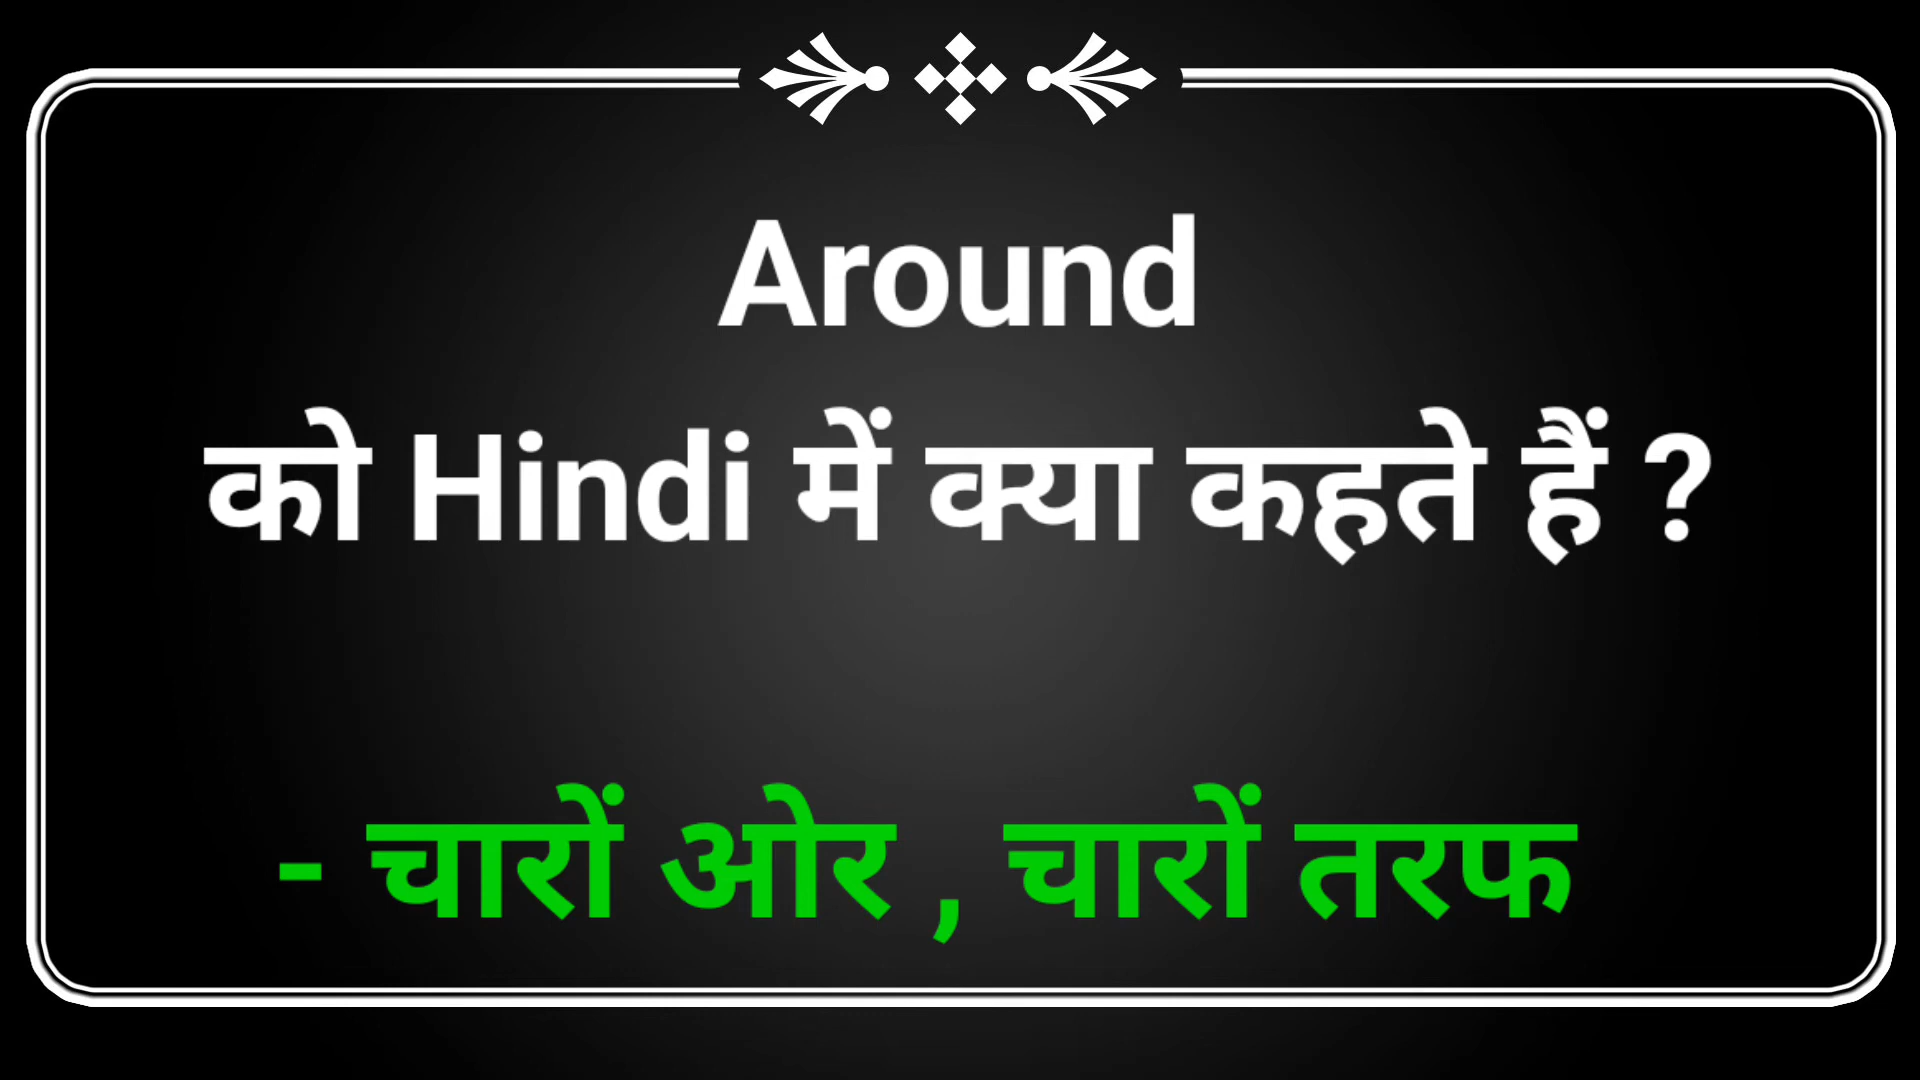 Around
को Hindi में क्या कहते हैं ?
- चारों ओर , चारों तरफ